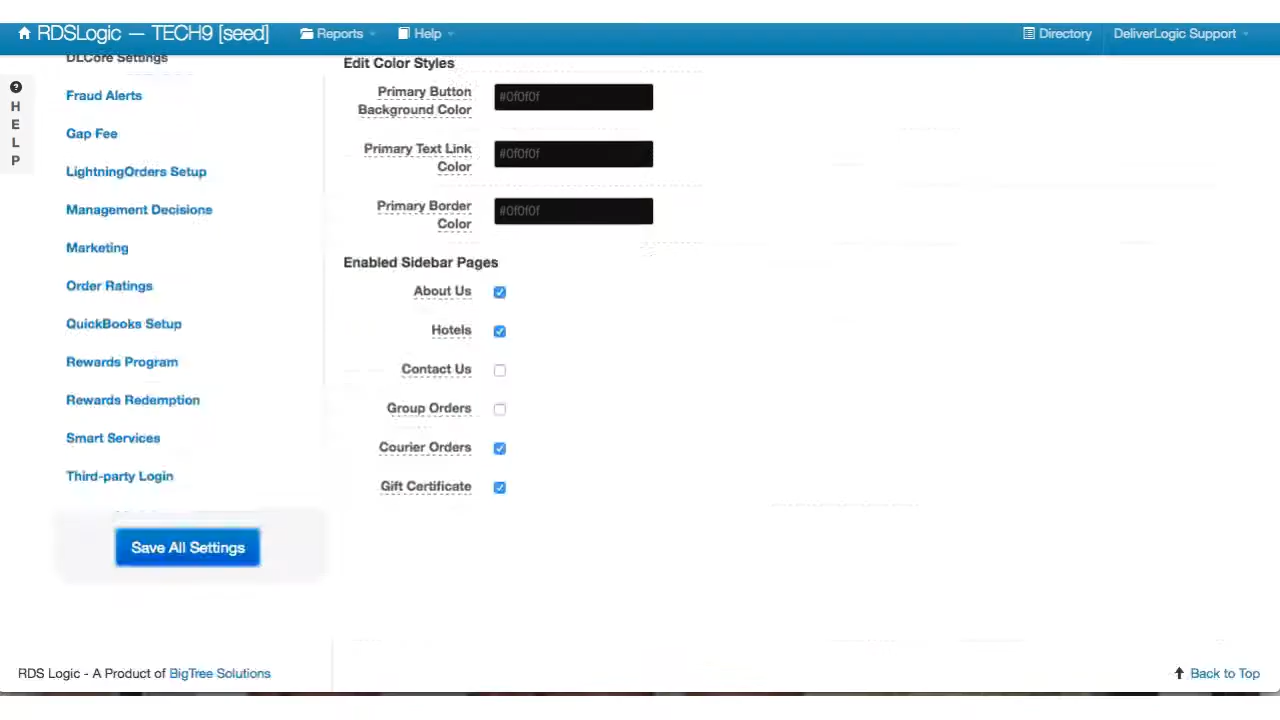 RDSLogic — TECH9 [seed]
Reports
Help
Directory
DeliverLogic Support
HELP
DLCore Settings
Fraud Alerts
Gap Fee
LightningOrders Setup
Management Decisions
Marketing
Order Ratings
QuickBooks Setup
Rewards Program
Rewards Redemption
Smart Services
Third-party Login
Save All Settings
Edit Color Styles
Primary Button
Background Color
#0f0f0f
Primary Text Link
Color
#0f0f0f
Primary Border
Color
#0f0f0f
Enabled Sidebar Pages
About Us
Hotels
Contact Us
Group Orders
Courier Orders
Gift Certificate
RDS Logic - A Product of BigTree Solutions
Back to Top